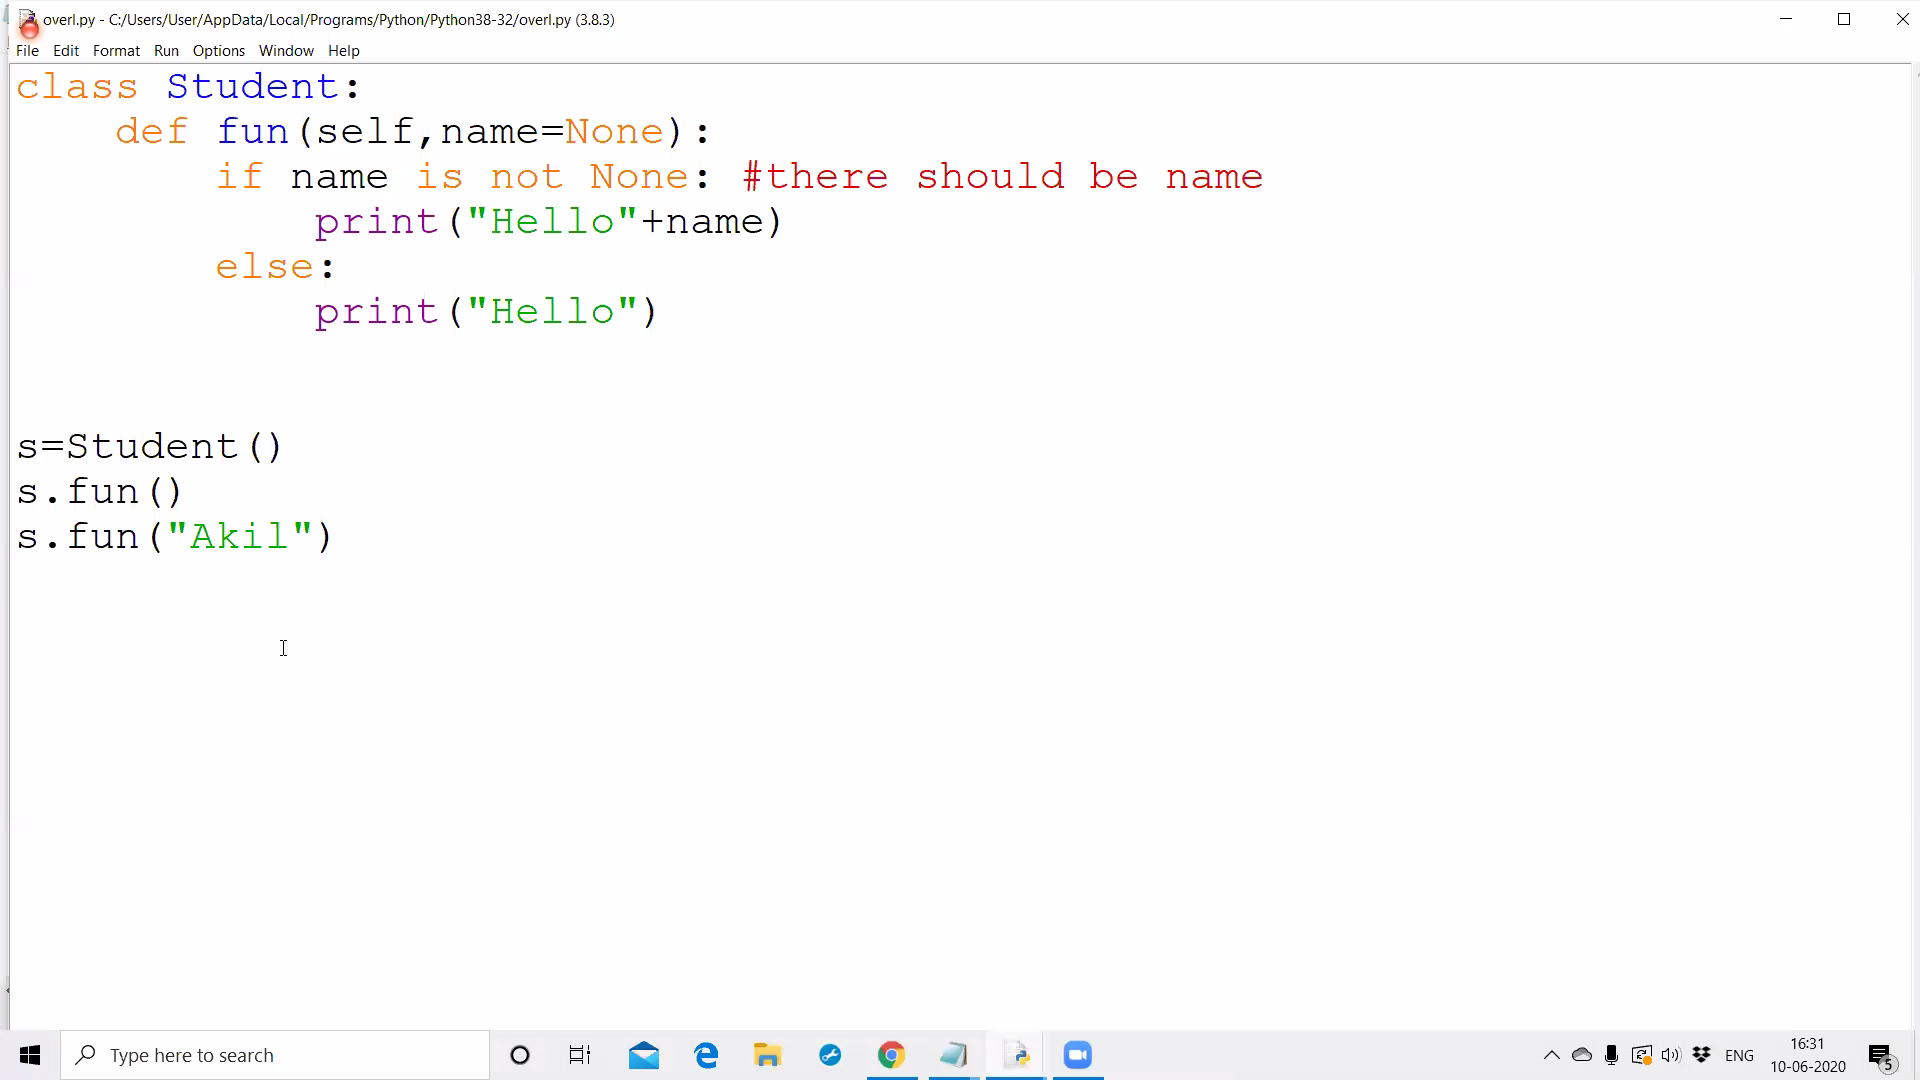 overl.py - C:/Users/User/AppData/Local/Programs/Python/Python38-32/overl.py (3.8.3)
File Edit Format Run Options Window Help
class Student:
    def fun(self,name=None):
        if name is not None: #there should be name
            print("Hello"+name)
        else:
            print("Hello")
s=Student()
s.fun()
s.fun("Akil")
Type here to search
ENG
16:31
10-06-2020
5